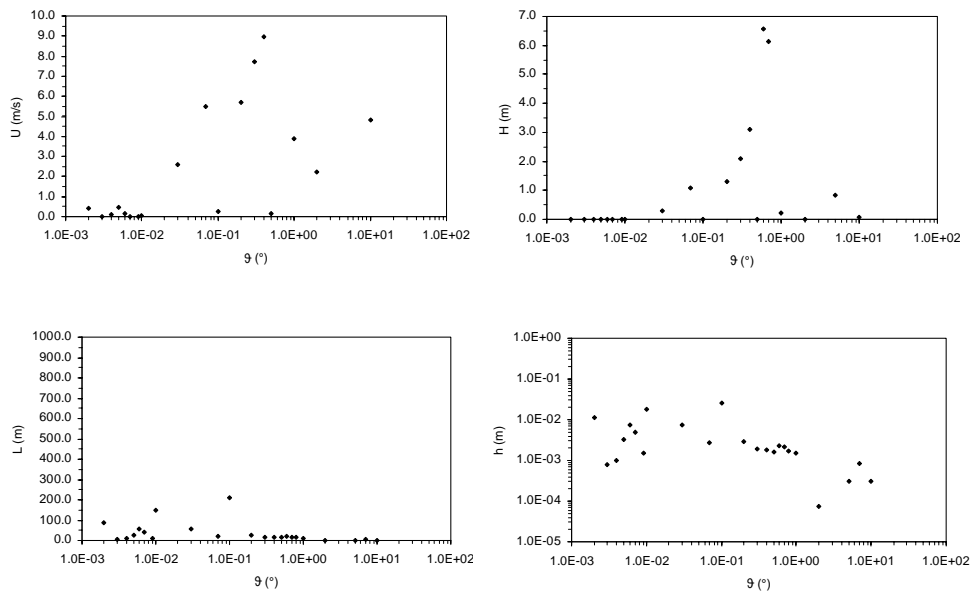 U (m/s)
10.0
9.0
8.0
7.0
6.0
5.0
4.0
3.0
2.0
1.0
0.0
1.0E-03 1.0E-02 1.0E-01 1.0E+00 1.0E+01 1.0E+02
ϑ (°)
H (m)
7.0
6.0
5.0
4.0
3.0
2.0
1.0
0.0
1.0E-03 1.0E-02 1.0E-01 1.0E+00 1.0E+01 1.0E+02
ϑ (°)
L (m)
1000.0
900.0
800.0
700.0
600.0
500.0
400.0
300.0
200.0
100.0
0.0
1.0E-03 1.0E-02 1.0E-01 1.0E+00 1.0E+01 1.0E+02
ϑ (°)
h (m)
1.0E+00
1.0E-01
1.0E-02
1.0E-03
1.0E-04
1.0E-05
1.0E-03 1.0E-02 1.0E-01 1.0E+00 1.0E+01 1.0E+02
ϑ (°)